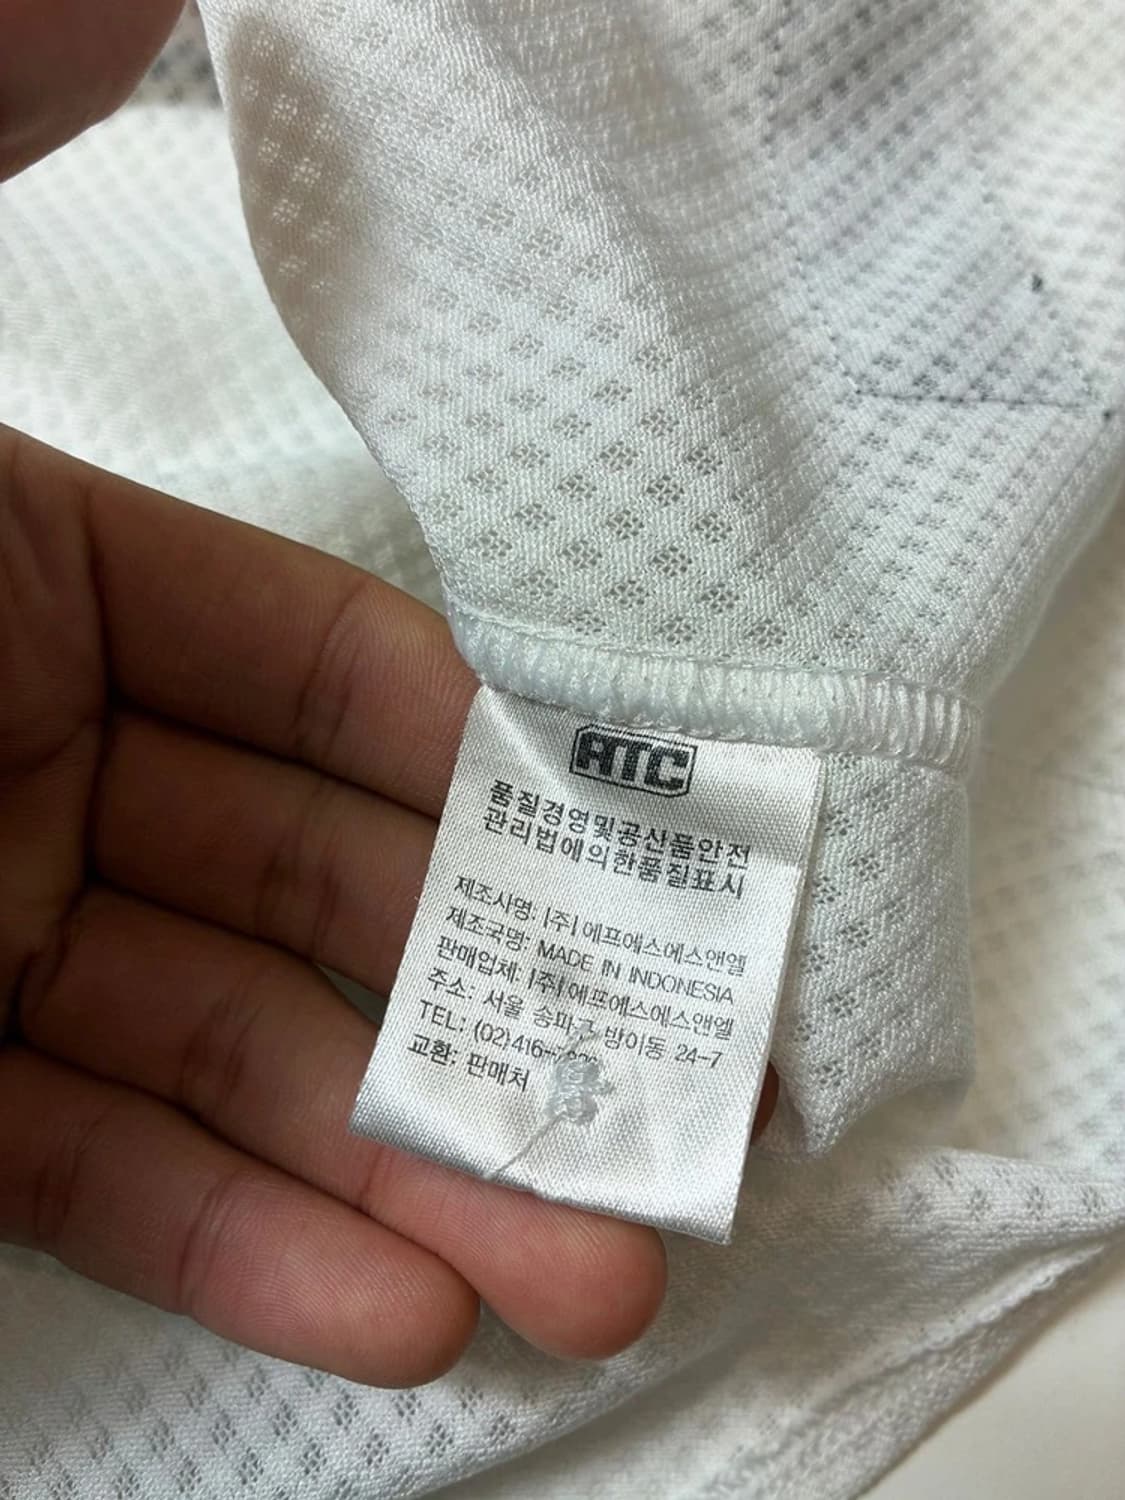 ATC
품질경영및공산품안전
관리법에의한품질표시
제조사명: (주)에프에스에스앤엘
제조국명: MADE IN INDONESIA
판매업체: (주)에프에스에스앤엘
주소: 서울 송파구 방이동 24-7
TEL: (02)416-
교환: 판매처